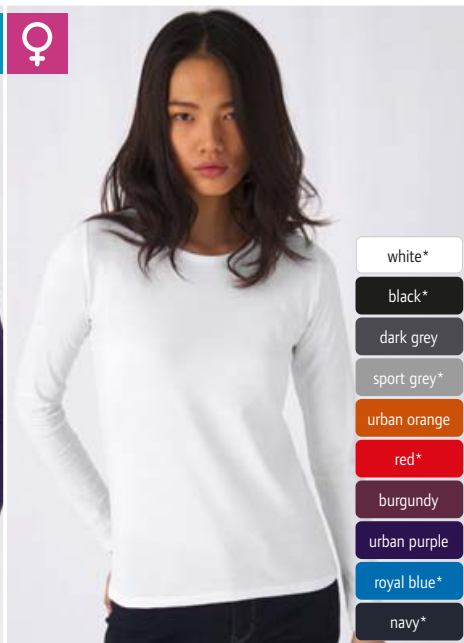 white*
black*
dark grey
sport grey*
urban orange
red*
burgundy
urban purple
royal blue*
navy*